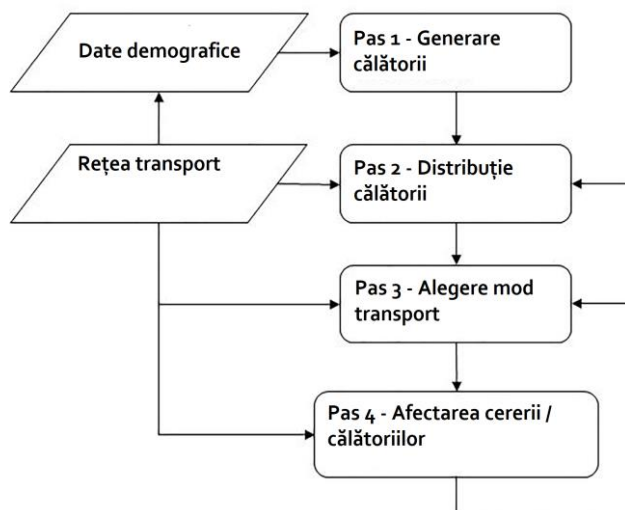 Date demografice
Pas 1 - Generare
călătorii
Rețea transport
Pas 2 - Distribuție
călătorii
Pas 3 - Alegere mod
transport
Pas 4 - Afectarea cererii /
călătoriilor